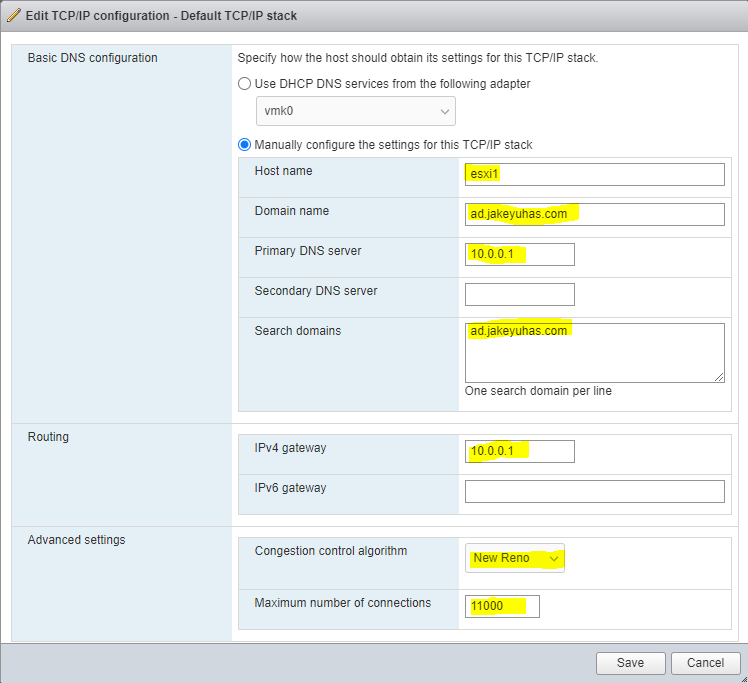 Edit TCP/IP configuration - Default TCP/IP stack
Basic DNS configuration
Specify how the host should obtain its settings for this TCP/IP stack.
Use DHCP DNS services from the following adapter
vmk0
Manually configure the settings for this TCP/IP stack
Host name
esxi1
Domain name
ad.jakeyuhas.com
Primary DNS server
10.0.0.1
Secondary DNS server
Search domains
ad.jakeyuhas.com
One search domain per line
Routing
IPv4 gateway
10.0.0.1
IPv6 gateway
Advanced settings
Congestion control algorithm
New Reno
Maximum number of connections
11000
Save
Cancel